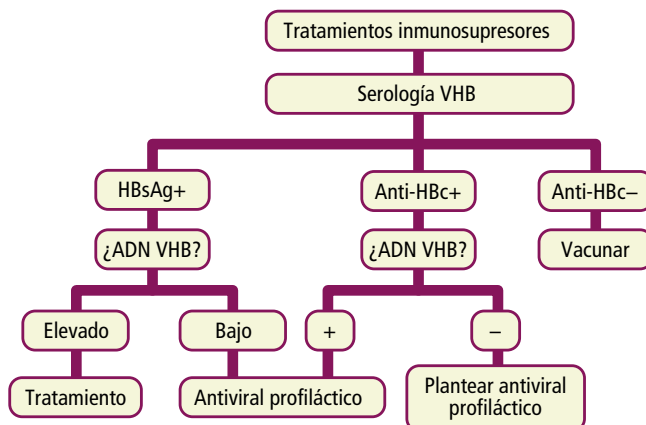 Tratamientos inmunosupresores
Serología VHB
HBsAg+
Anti-HBc+
Anti-HBc–
¿ADN VHB?
¿ADN VHB?
Vacunar
Elevado
Bajo
+
–
Tratamiento
Antiviral profiláctico
Plantear antiviral
profiláctico